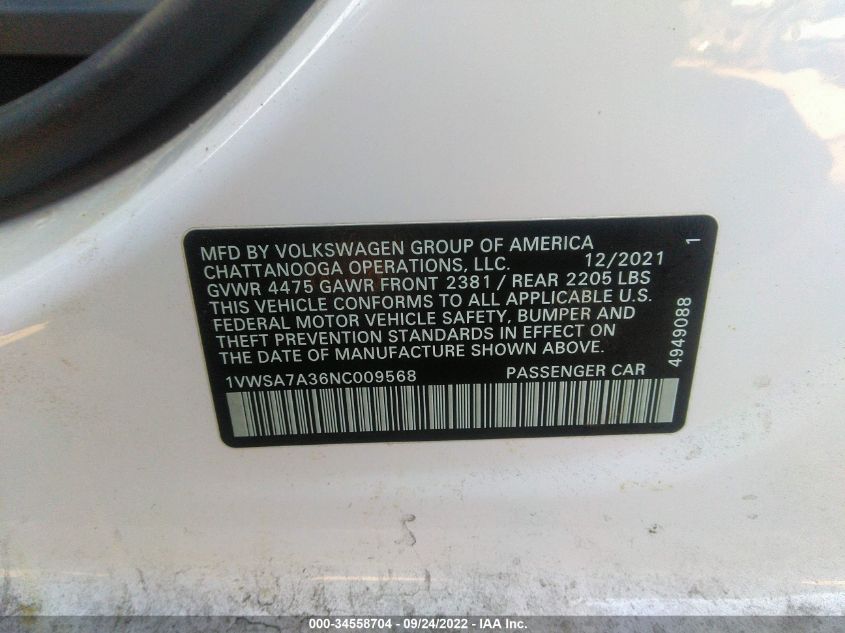 MFD BY VOLKSWAGEN GROUP OF AMERICA
CHATTANOOGA OPERATIONS, LLC. 12/2021
GVWR 4475 GAWR FRONT 2381 / REAR 2205 LBS
THIS VEHICLE CONFORMS TO ALL APPLICABLE U.S.
FEDERAL MOTOR VEHICLE SAFETY, BUMPER AND
THEFT PREVENTION STANDARDS IN EFFECT ON
THE DATE OF MANUFACTURE SHOWN ABOVE.
1VWSA7A36NC009568 PASSENGER CAR
4949088 1
000-34558704 - 09/24/2022 - IAA Inc.